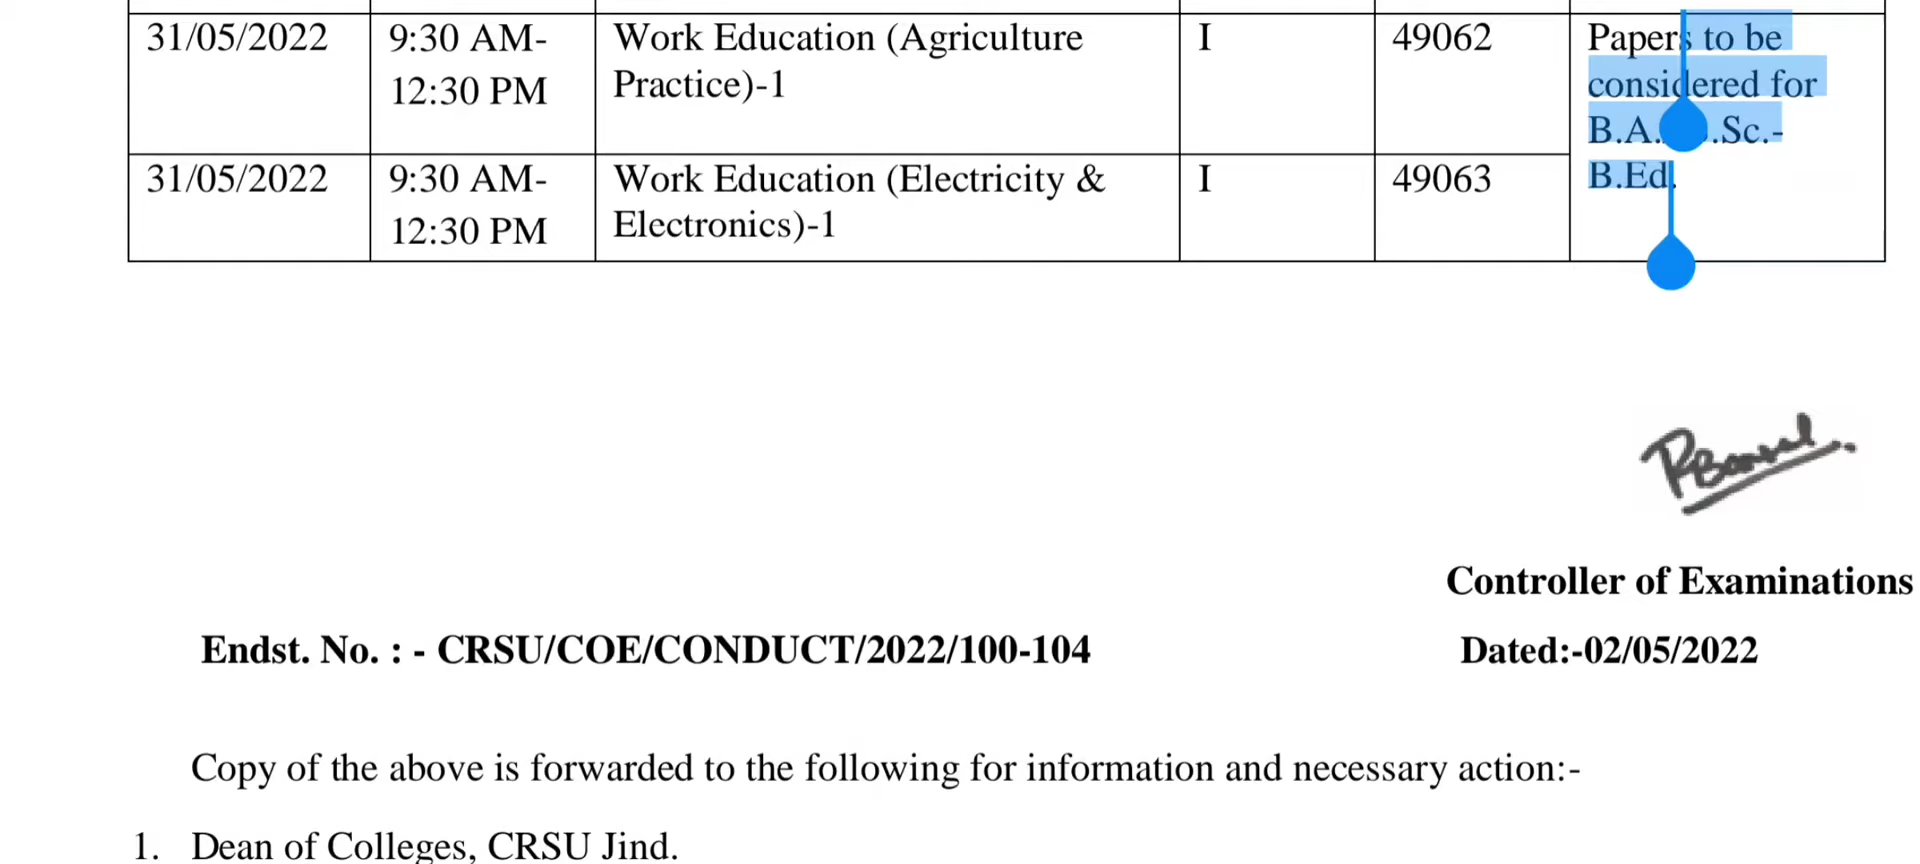 31/05/2022 9:30 AM- Work Education (Agriculture I 49062 Papers to be
12:30 PM Practice)-1 considered for
B.A. .Sc.-
31/05/2022 9:30 AM- Work Education (Electricity & I 49063 B.Ed.
12:30 PM Electronics)-1
RBansal
Controller of Examinations
Endst. No. : - CRSU/COE/CONDUCT/2022/100-104 Dated:-02/05/2022
Copy of the above is forwarded to the following for information and necessary action:-
1. Dean of Colleges, CRSU Jind.